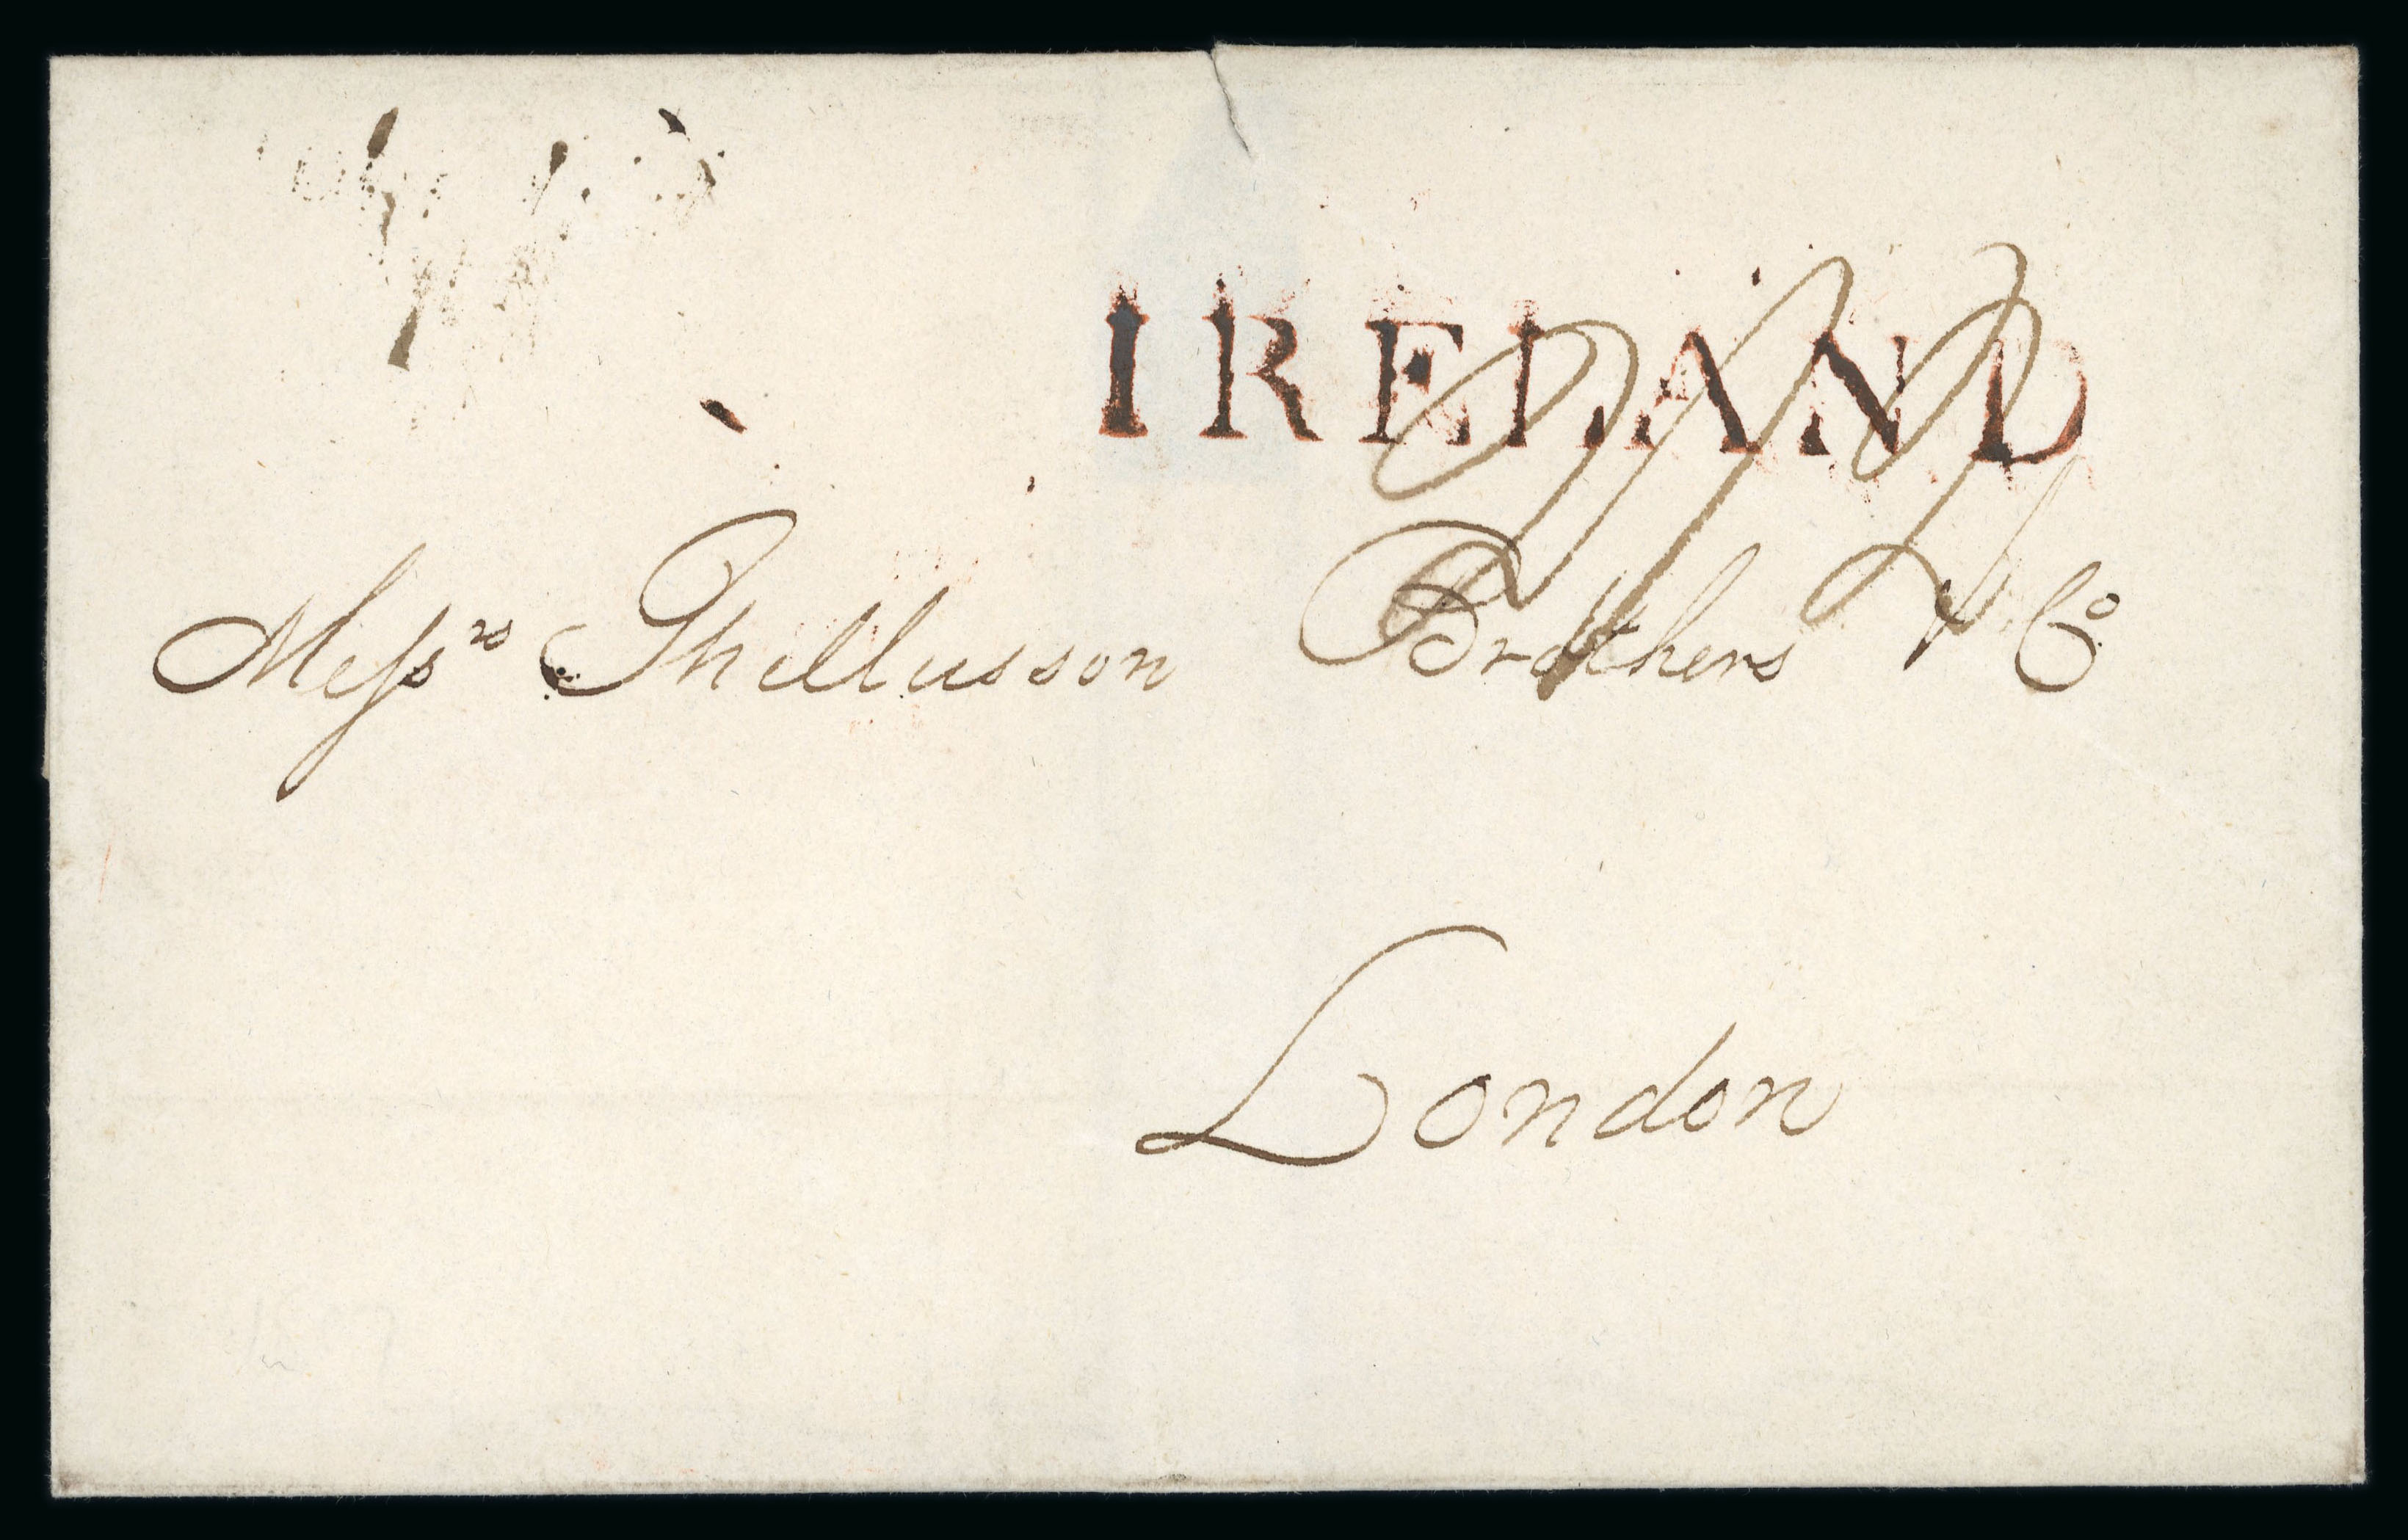 IRELAND
Messrs Thellusson Brothers & Co
London